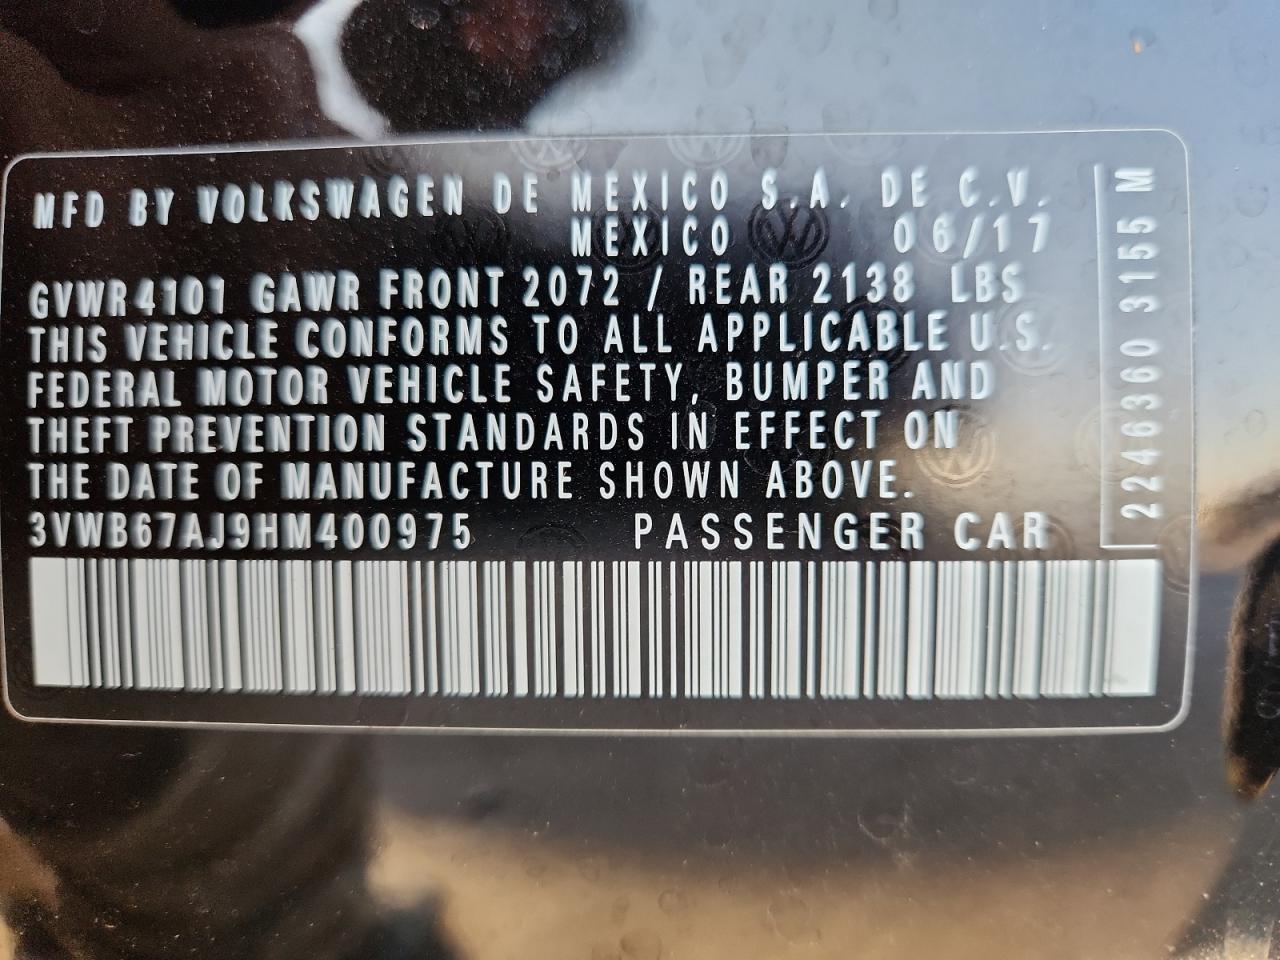 MFD BY VOLKSWAGEN DE MEXICO S.A. DE C.V.
MEXICO 06/17
GVWR 4101 GAWR FRONT 2072 / REAR 2138 LBS
THIS VEHICLE CONFORMS TO ALL APPLICABLE U.S.
FEDERAL MOTOR VEHICLE SAFETY, BUMPER AND
THEFT PREVENTION STANDARDS IN EFFECT ON
THE DATE OF MANUFACTURE SHOWN ABOVE.
3VWB67AJ9HM400975 PASSENGER CAR
2246360 3155 M